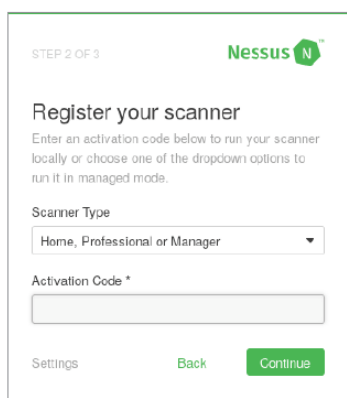 STEP 2 OF 3
Nessus N ™
Register your scanner
Enter an activation code below to run your scanner
locally or choose one of the dropdown options to
run it in managed mode.
Scanner Type
Home, Professional or Manager
Activation Code *
Settings
Back
Continue